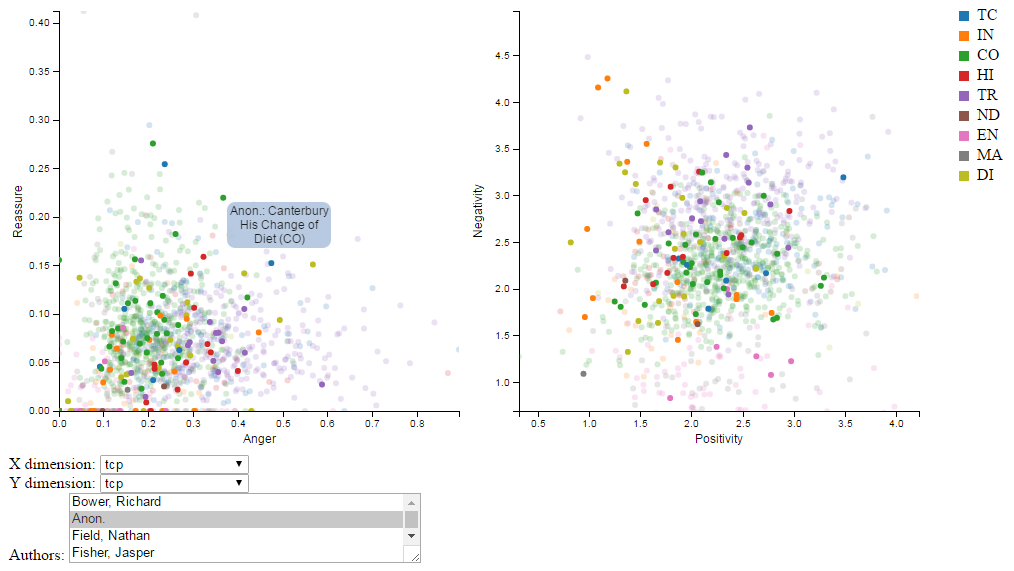 0.40
0.35
0.30
0.25
0.20
0.15
0.10
0.05
0.00
Reassure
0.0 0.1 0.2 0.3 0.4 0.5 0.6 0.7 0.8
Anger
Anon.: Canterbury
His Change of
Diet (CO)
4.5
4.0
3.5
3.0
2.5
2.0
1.5
1.0
Negativity
0.5 1.0 1.5 2.0 2.5 3.0 3.5 4.0
Positivity
TC
IN
CO
HI
TR
ND
EN
MA
DI
X dimension: tcp
Y dimension: tcp
Bower, Richard
Anon.
Field, Nathan
Authors: Fisher, Jasper